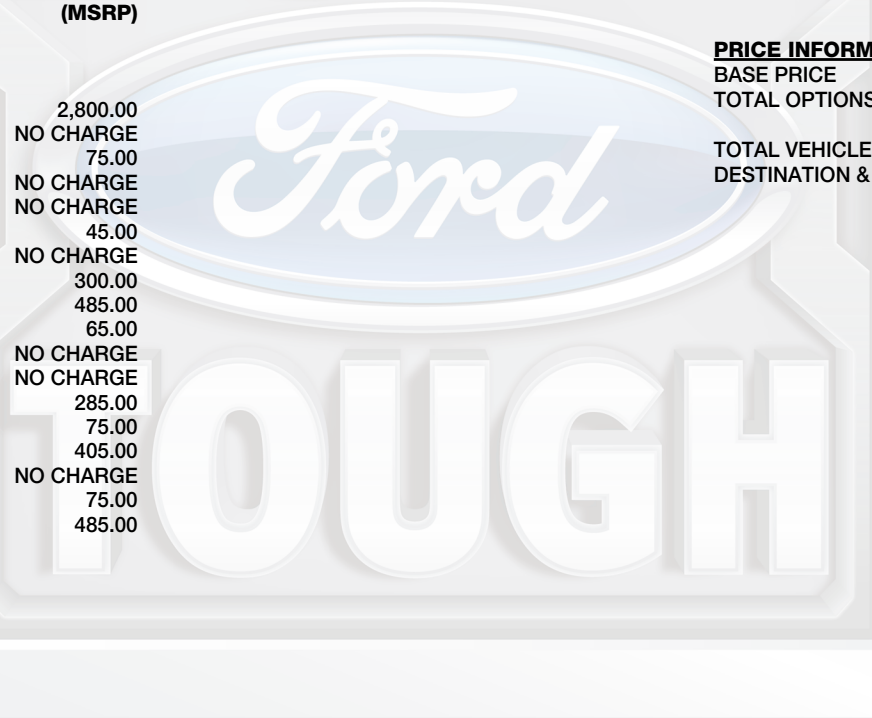 (MSRP)
2,800.00
NO CHARGE
75.00
NO CHARGE
NO CHARGE
45.00
NO CHARGE
300.00
485.00
65.00
NO CHARGE
NO CHARGE
285.00
75.00
405.00
NO CHARGE
75.00
485.00
PRICE INFORM
BASE PRICE
TOTAL OPTIONS
TOTAL VEHICLE
DESTINATION &
Ford
TOUGH